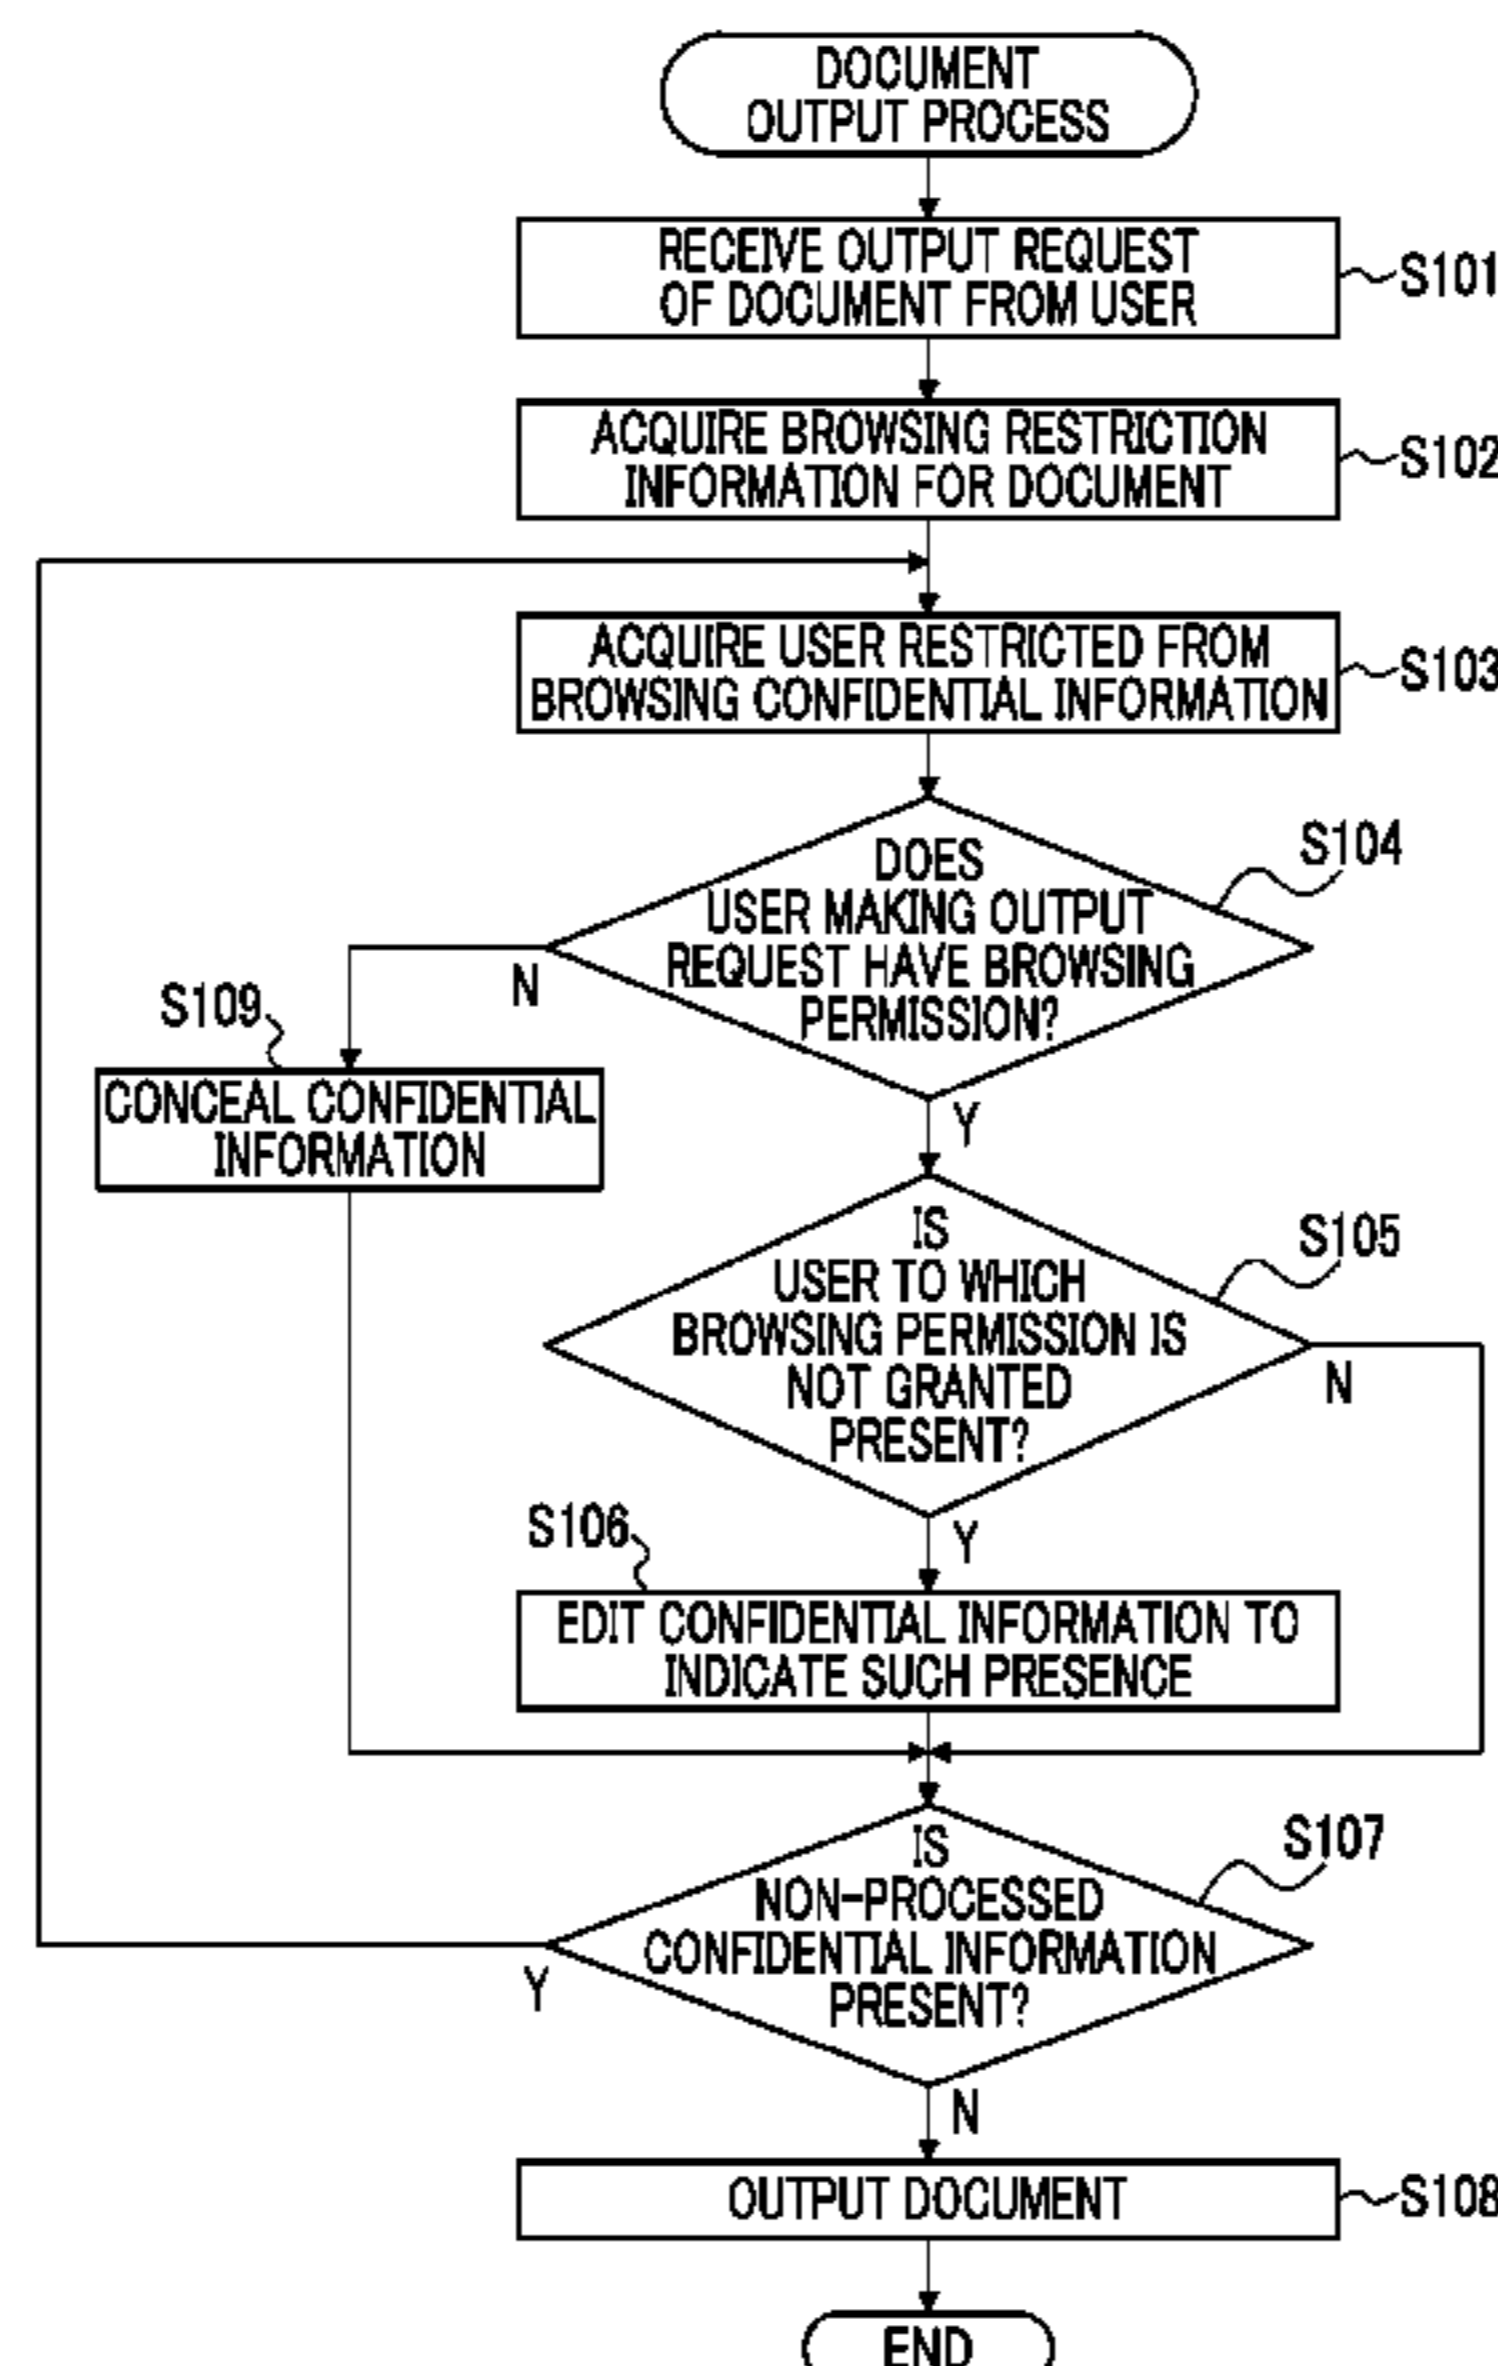 DOCUMENT
OUTPUT PROCESS
RECEIVE OUTPUT REQUEST
OF DOCUMENT FROM USER
S101
ACQUIRE BROWSING RESTRICTION
INFORMATION FOR DOCUMENT
S102
ACQUIRE USER RESTRICTED FROM
BROWSING CONFIDENTIAL INFORMATION
S103
DOES
USER MAKING OUTPUT
REQUEST HAVE BROWSING
PERMISSION?
S104
N
Y
S109
CONCEAL CONFIDENTIAL
INFORMATION
IS
USER TO WHICH
BROWSING PERMISSION IS
NOT GRANTED
PRESENT?
S105
N
Y
S106
EDIT CONFIDENTIAL INFORMATION TO
INDICATE SUCH PRESENCE
IS
NON-PROCESSED
CONFIDENTIAL INFORMATION
PRESENT?
S107
Y
N
OUTPUT DOCUMENT
S108
END